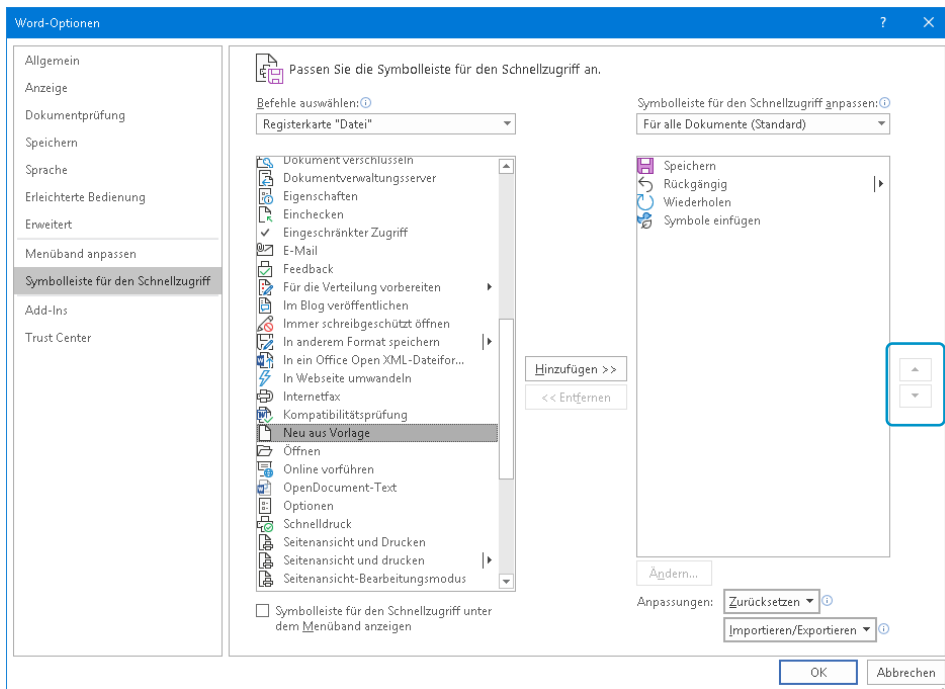 Word-Optionen
?
Allgemein
Anzeige
Dokumentprüfung
Speichern
Sprache
Erleichterte Bedienung
Erweitert
Menüband anpassen
Symbolleiste für den Schnellzugriff
Add-Ins
Trust Center
Passen Sie die Symbolleiste für den Schnellzugriff an.
Befehle auswählen:
Registerkarte "Datei"
Dokument verschlüsseln
Dokumentverwaltungsserver
Eigenschaften
Einchecken
Eingeschränkter Zugriff
E-Mail
Feedback
Für die Verteilung vorbereiten
Im Blog veröffentlichen
Immer schreibgeschützt öffnen
In anderem Format speichern
In ein Office Open XML-Dateifor...
In Webseite umwandeln
Internetfax
Kompatibilitätsprüfung
Neu aus Vorlage
Öffnen
Online vorführen
OpenDocument-Text
Optionen
Schnelldruck
Seitenansicht und Drucken
Seitenansicht und drucken
Seitenansicht-Bearbeitungsmodus
Symbolleiste für den Schnellzugriff unter
dem Menüband anzeigen
Hinzufügen >>
<< Entfernen
Symbolleiste für den Schnellzugriff anpassen:
Für alle Dokumente (Standard)
Speichern
Rückgängig
Wiederholen
Symbole einfügen
Ändern...
Anpassungen:
Zurücksetzen
Importieren/Exportieren
OK
Abbrechen